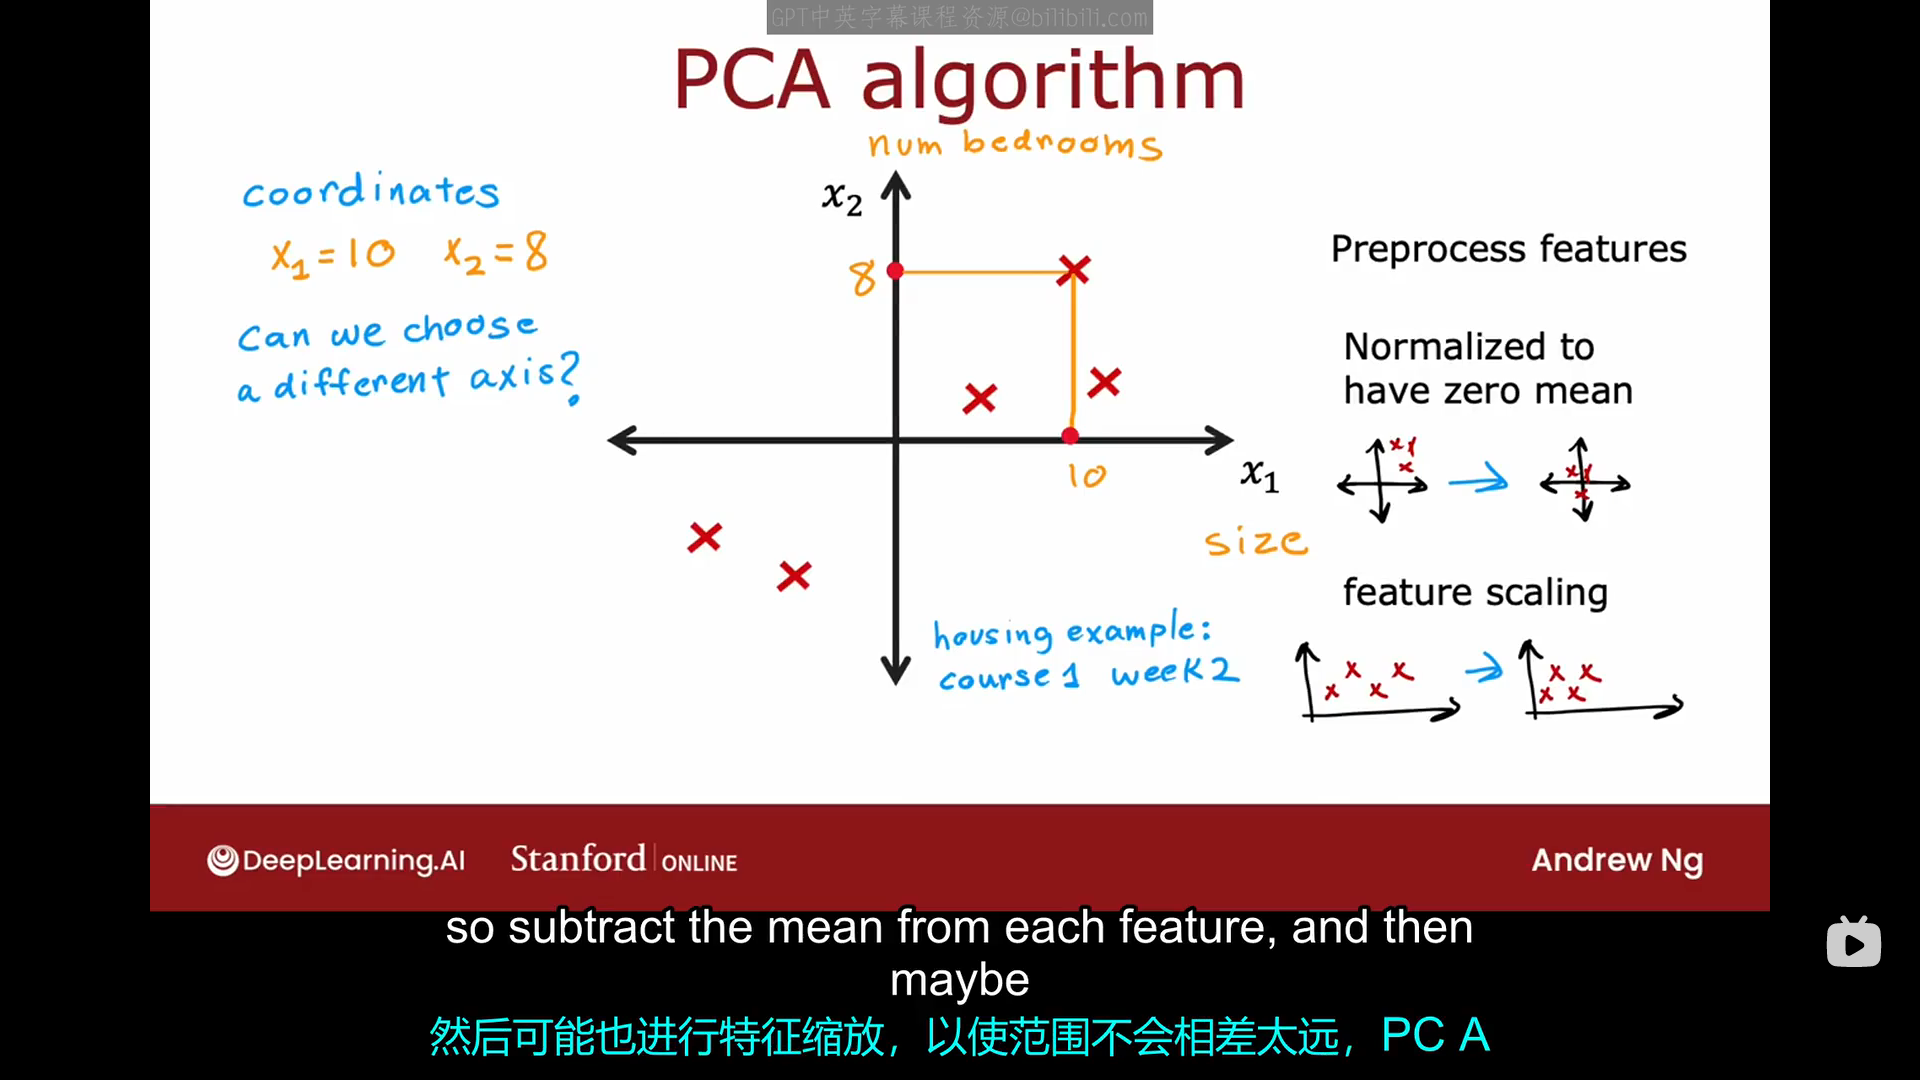 GPT中英字幕课程资源@bilibili.com
PCA algorithm
num bedrooms
coordinates
x₁=10 x₂=8
can we choose
a different axis?
x₂
8
10
x₁
size
housing example:
course 1 week 2
Preprocess features
Normalized to
have zero mean
feature scaling
DeepLearning.AI
Stanford ONLINE
Andrew Ng
so subtract the mean from each feature, and then
maybe
然后可能也进行特征缩放，以使范围不会相差太远，PC A